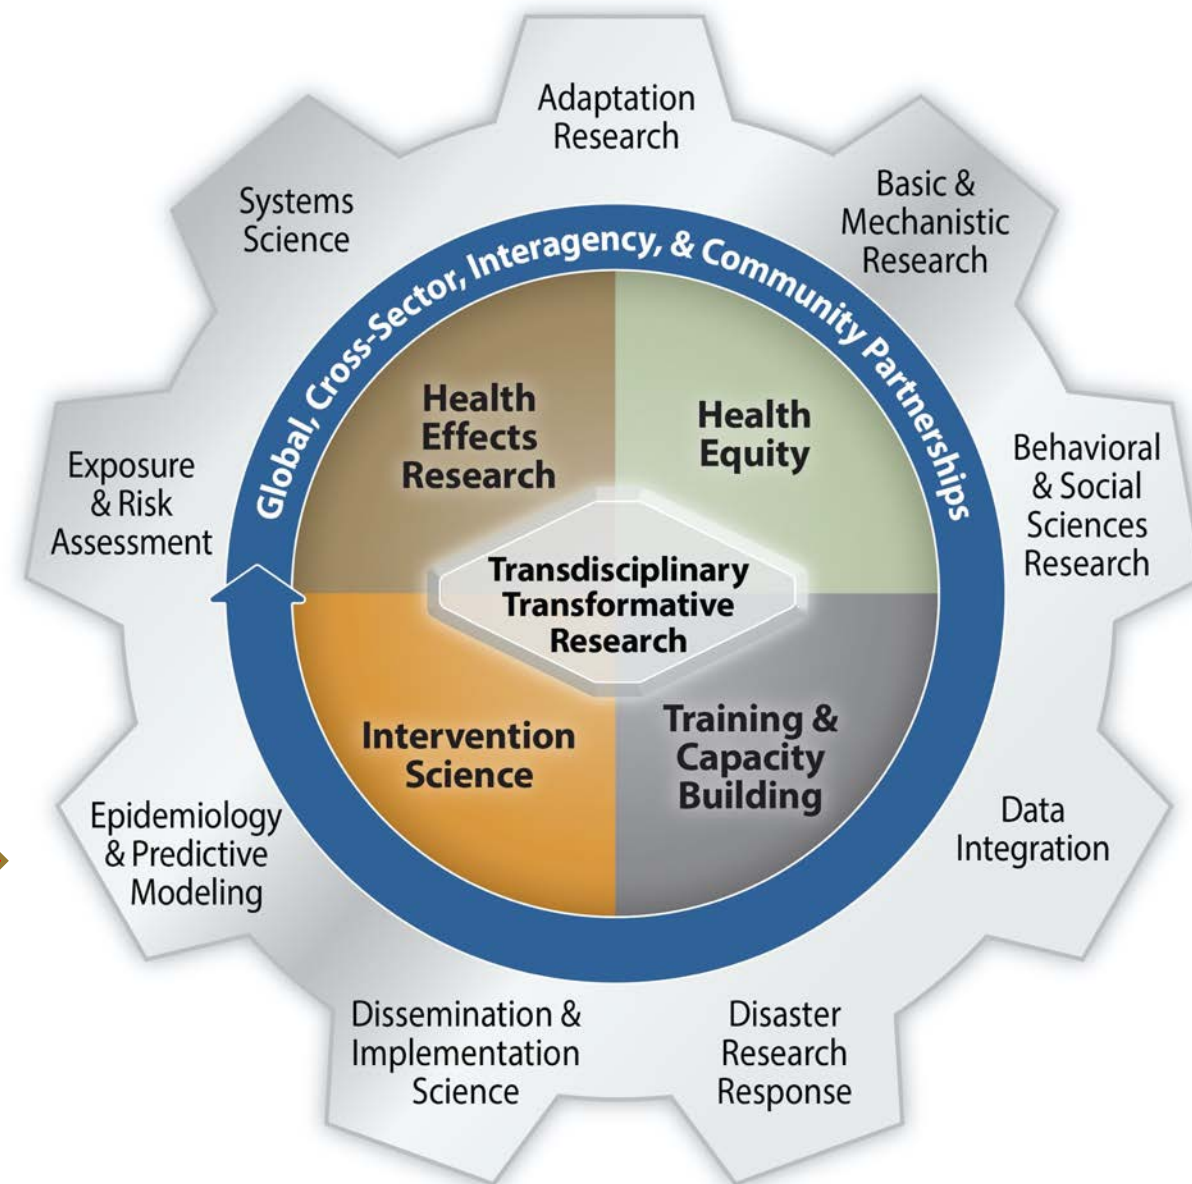 Adaptation
Research
Basic &
Mechanistic
Research
Behavioral
& Social
Sciences
Research
Data
Integration
Disaster
Research
Response
Dissemination &
Implementation
Science
Epidemiology
& Predictive
Modeling
Exposure
& Risk
Assessment
Systems
Science
Global, Cross-Sector, Interagency, & Community Partnerships
Health
Effects
Research
Health
Equity
Transdisciplinary
Transformative
Research
Intervention
Science
Training &
Capacity
Building